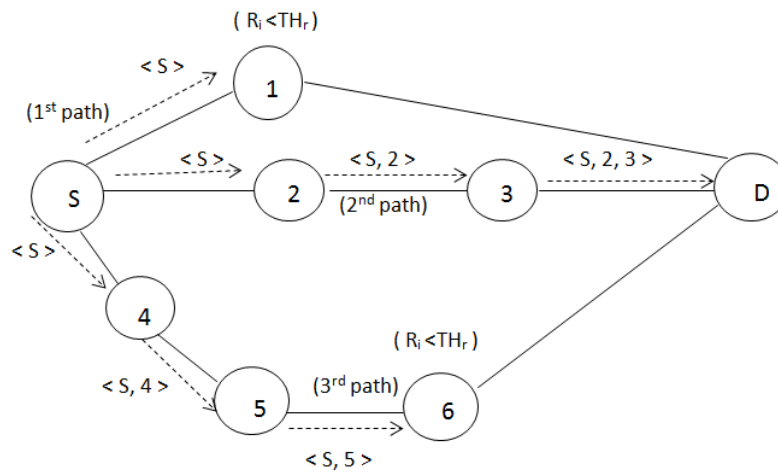 ( Rᵢ <THᵣ)
< S >
(1ˢᵗ path)
1
< S >
< S, 2 >
< S, 2, 3 >
S
2
3
D
(2ⁿᵈ path)
< S >
4
( Rᵢ <THᵣ)
< S, 4 >
(3ʳᵈ path)
5
6
< S, 5 >